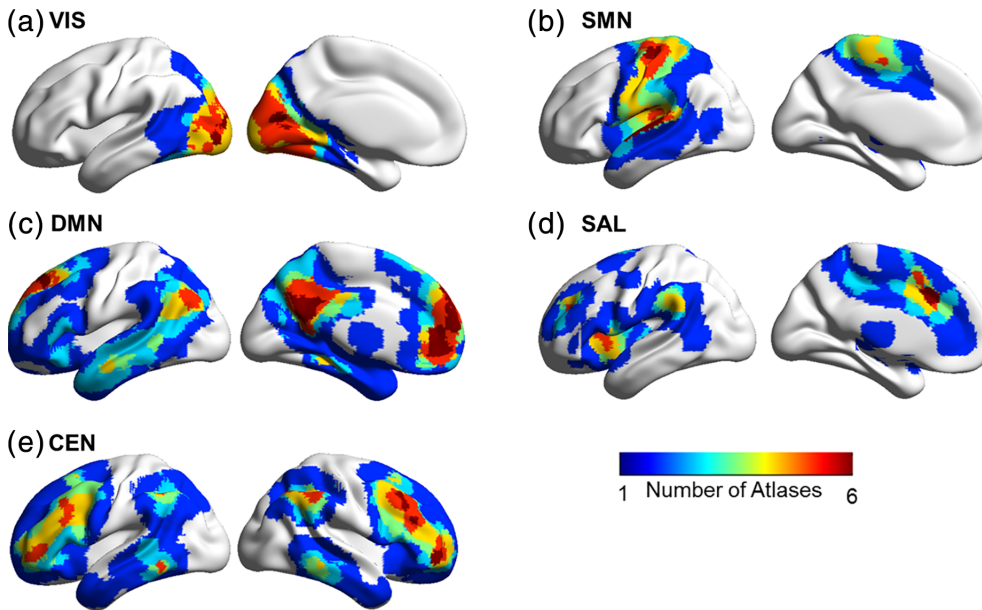 (a) VIS
(b) SMN
(c) DMN
(d) SAL
(e) CEN
1 Number of Atlases 6